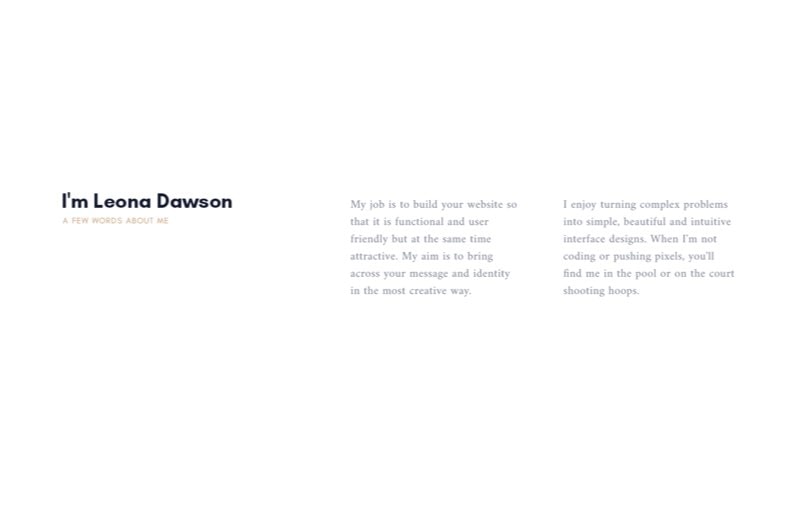 I'm Leona Dawson
A FEW WORDS ABOUT ME
My job is to build your website so
that it is functional and user
friendly but at the same time
attractive. My aim is to bring
across your message and identity
in the most creative way.
I enjoy turning complex problems
into simple, beautiful and intuitive
interface designs. When I'm not
coding or pushing pixels, you'll
find me in the pool or on the court
shooting hoops.